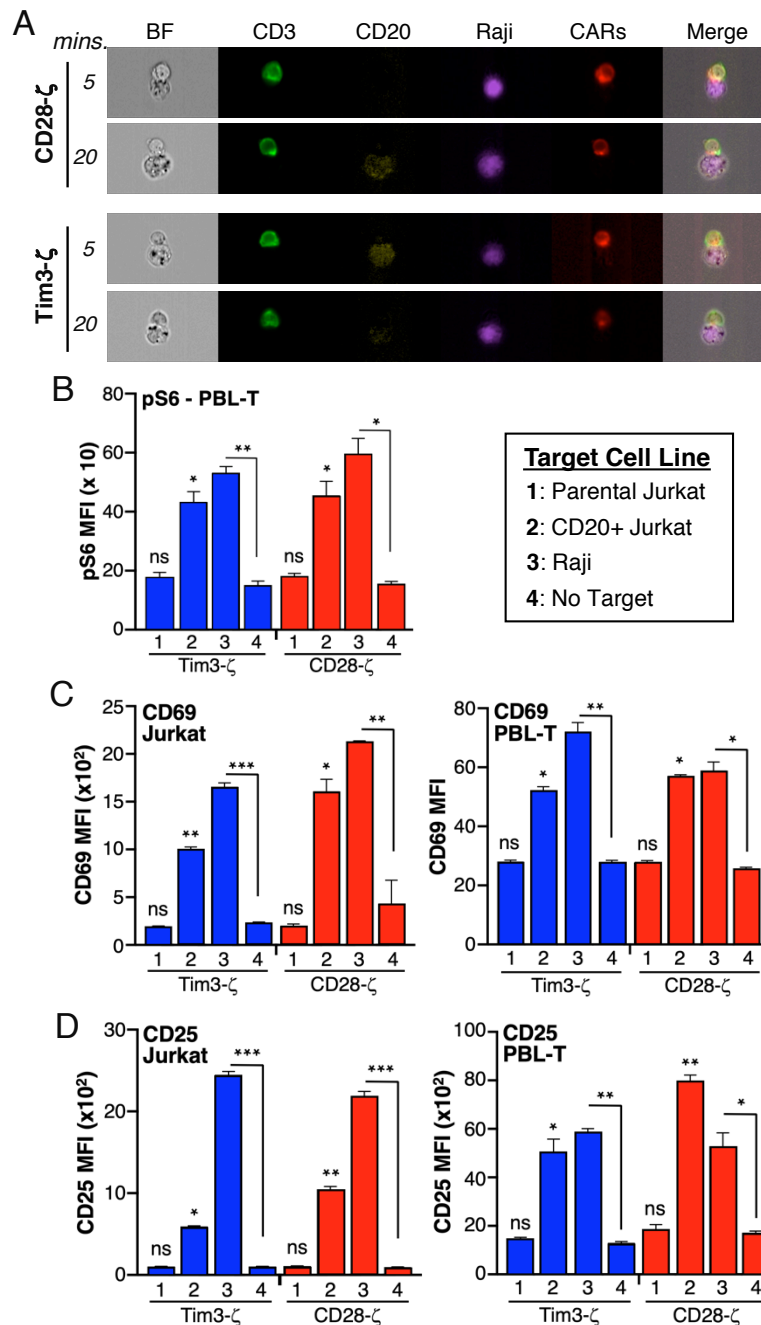 A
mins. BF CD3 CD20 Raji CARs Merge
CD28-ζ
5
20
Tim3-ζ
5
20
B
pS6 - PBL-T
pS6 MFI (x 10)
80
60
40
20
0
ns * ** ns * *
1 2 3 4 1 2 3 4
Tim3-ζ CD28-ζ
Target Cell Line
1: Parental Jurkat
2: CD20+ Jurkat
3: Raji
4: No Target
C
CD69
Jurkat
CD69 MFI (x10²)
25
20
15
10
5
0
ns ** *** ns * **
1 2 3 4 1 2 3 4
Tim3-ζ CD28-ζ
CD69
PBL-T
CD69 MFI
80
60
40
20
0
ns * ** ns * *
1 2 3 4 1 2 3 4
Tim3-ζ CD28-ζ
D
CD25
Jurkat
CD25 MFI (x10²)
30
20
10
0
ns * *** ns ** ***
1 2 3 4 1 2 3 4
Tim3-ζ CD28-ζ
CD25
PBL-T
CD25 MFI (x10²)
100
80
60
40
20
0
ns * ** ns ** *
1 2 3 4 1 2 3 4
Tim3-ζ CD28-ζ